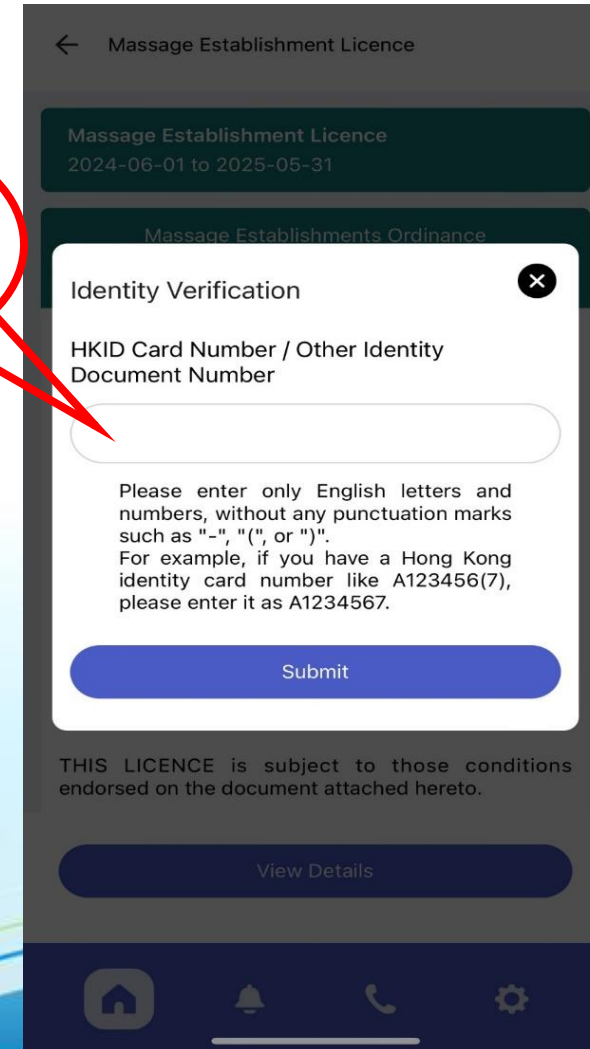 Massage Establishment Licence
Massage Establishment Licence
2024-06-01 to 2025-05-31
Massage Establishments Ordinance
Identity Verification
HKID Card Number / Other Identity
Document Number
Please enter only English letters and
numbers, without any punctuation marks
such as "-", "(", or ")".
For example, if you have a Hong Kong
identity card number like A123456(7),
please enter it as A1234567.
Submit
THIS LICENCE is subject to those conditions
endorsed on the document attached hereto.
View Details